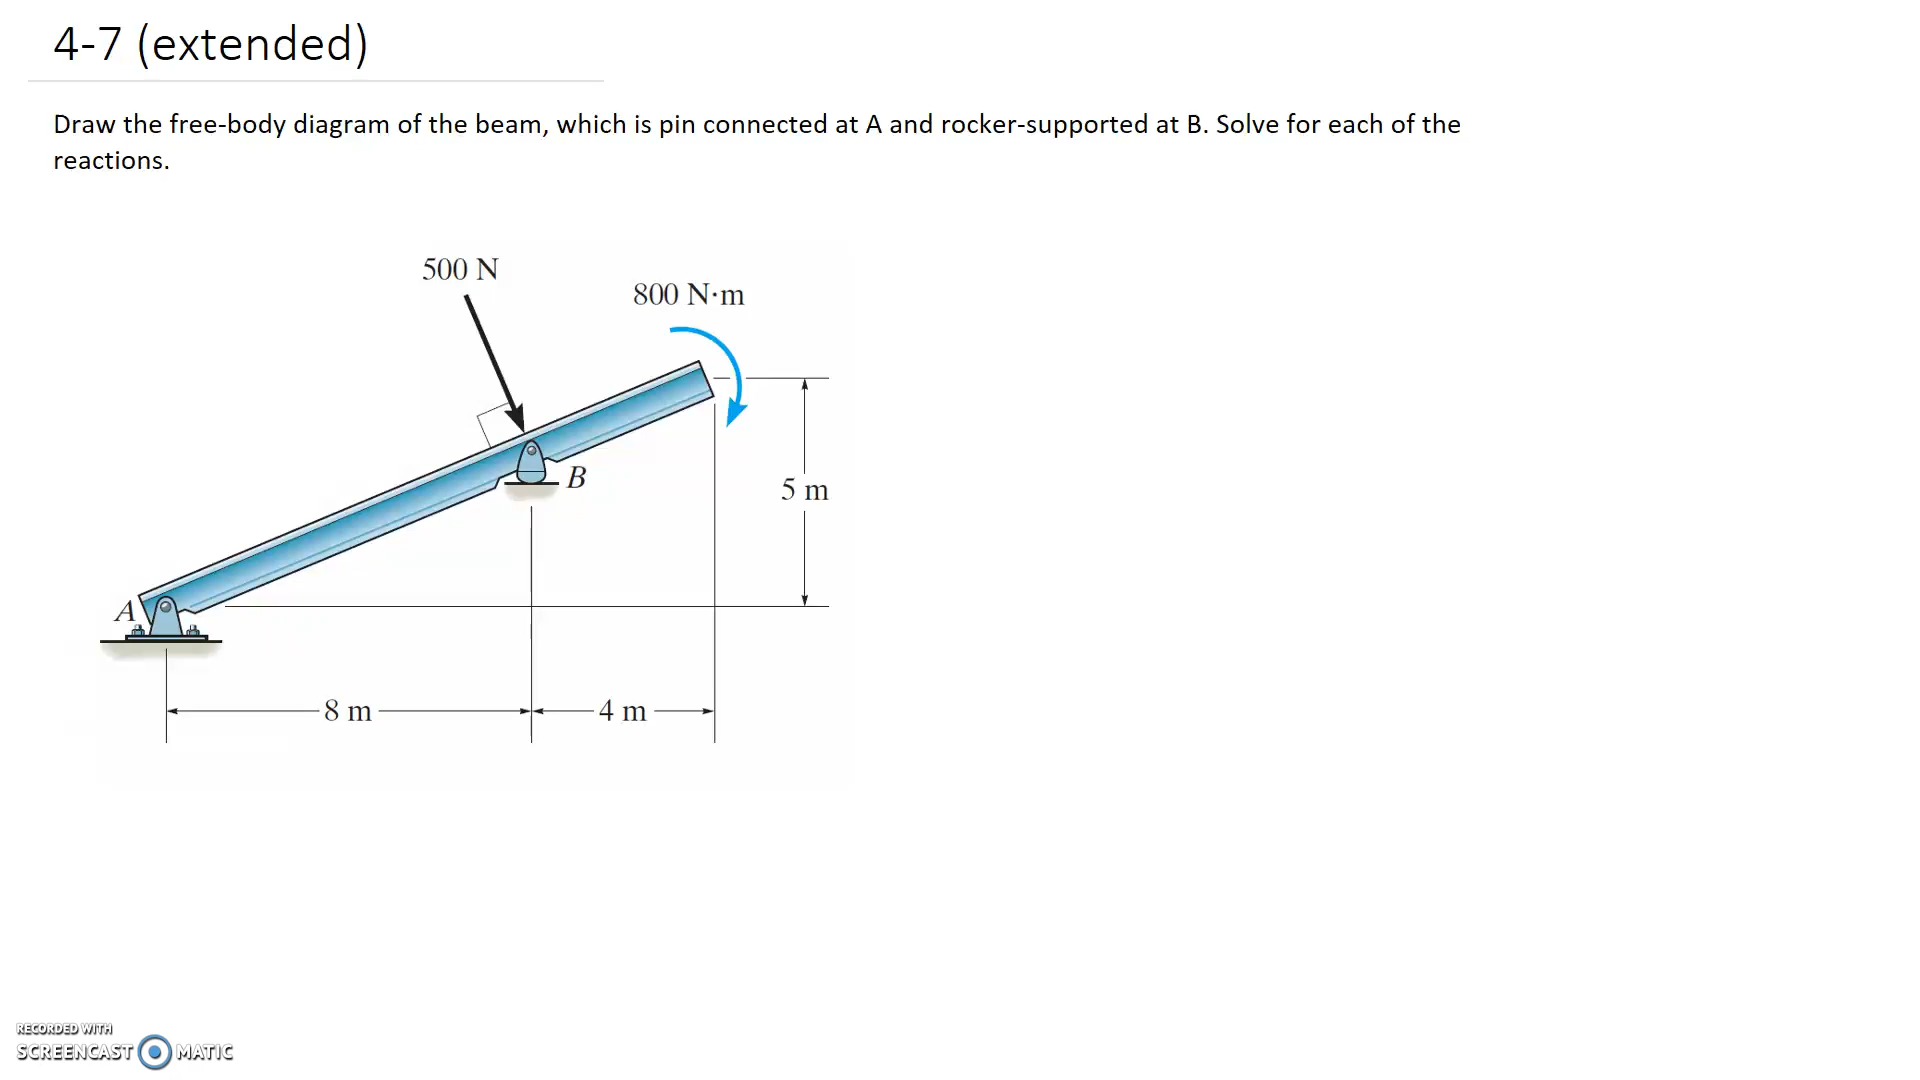 4-7 (extended)
Draw the free-body diagram of the beam, which is pin connected at A and rocker-supported at B. Solve for each of the
reactions.
500 N
800 N·m
B
5 m
A
8 m
4 m
RECORDED WITH
SCREENCAST MATIC